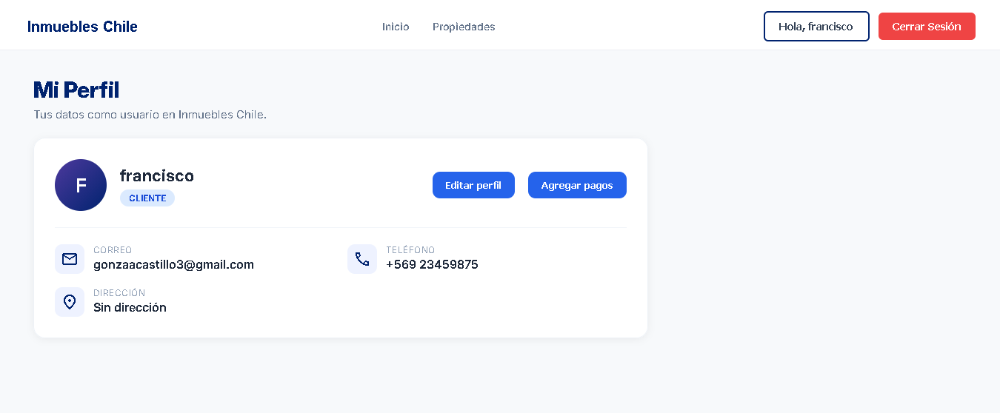 Inmuebles Chile
Inicio
Propiedades
Hola, francisco
Cerrar Sesión
Mi Perfil
Tus datos como usuario en Inmuebles Chile.
F
francisco
CLIENTE
Editar perfil
Agregar pagos
CORREO
gonzaacastillo3@gmail.com
TELÉFONO
+569 23459875
DIRECCIÓN
Sin dirección